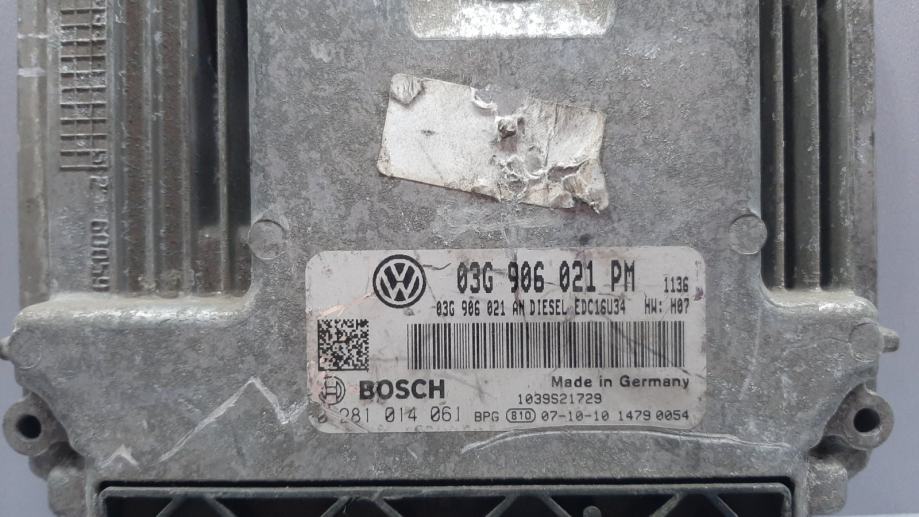 03G 906 021 PM 1136
03G 906 021 AN DIESEL EDC16U34 HW: H07
BOSCH
Made in Germany
1039S21729
0 281 014 061 BPG 810 07-10-10 1479 0054